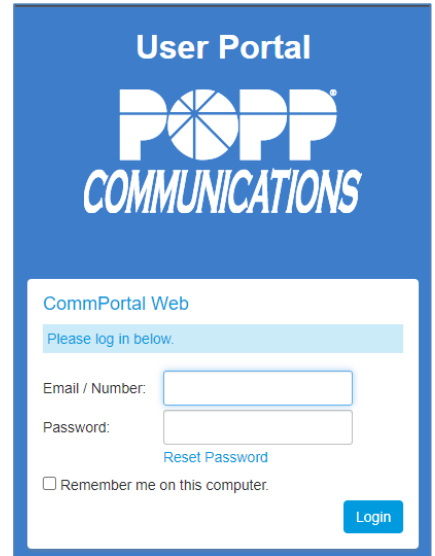 User Portal
POPP®
COMMUNICATIONS
CommPortal Web
Please log in below.
Email / Number:
Password:
Reset Password
Remember me on this computer.
Login